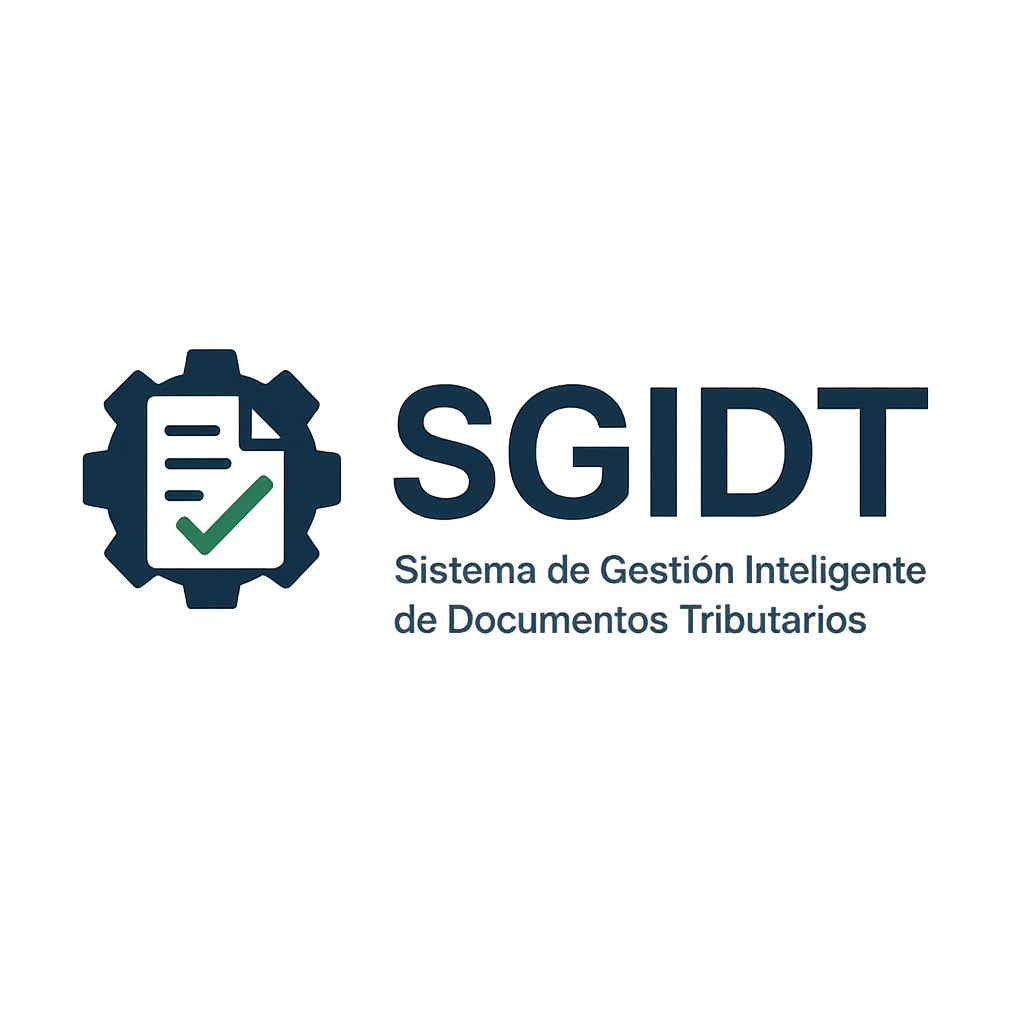 SGIDT
Sistema de Gestión Inteligente
de Documentos Tributarios